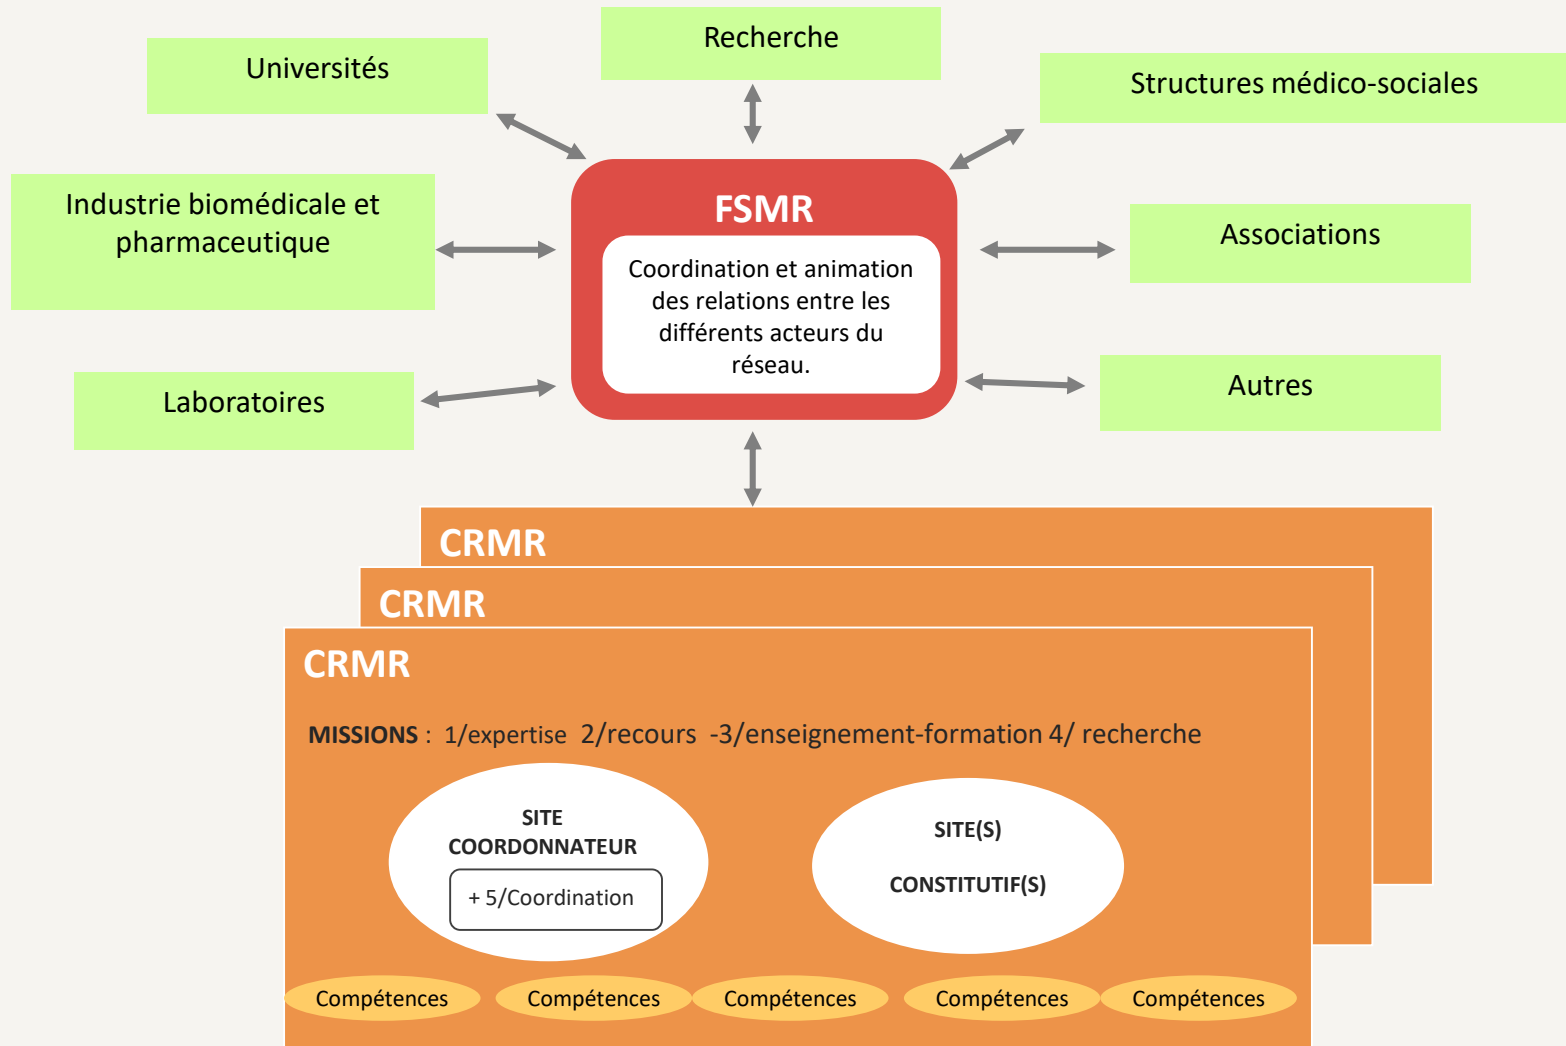 Recherche
Universités
Structures médico-sociales
Industrie biomédicale et
pharmaceutique
FSMR
Coordination et animation
des relations entre les
différents acteurs du
réseau.
Associations
Laboratoires
Autres
CRMR
CRMR
CRMR
MISSIONS : 1/expertise 2/recours -3/enseignement-formation 4/ recherche
SITE
COORDONNATEUR
+ 5/Coordination
SITE(S)
CONSTITUTIF(S)
Compétences Compétences Compétences Compétences Compétences